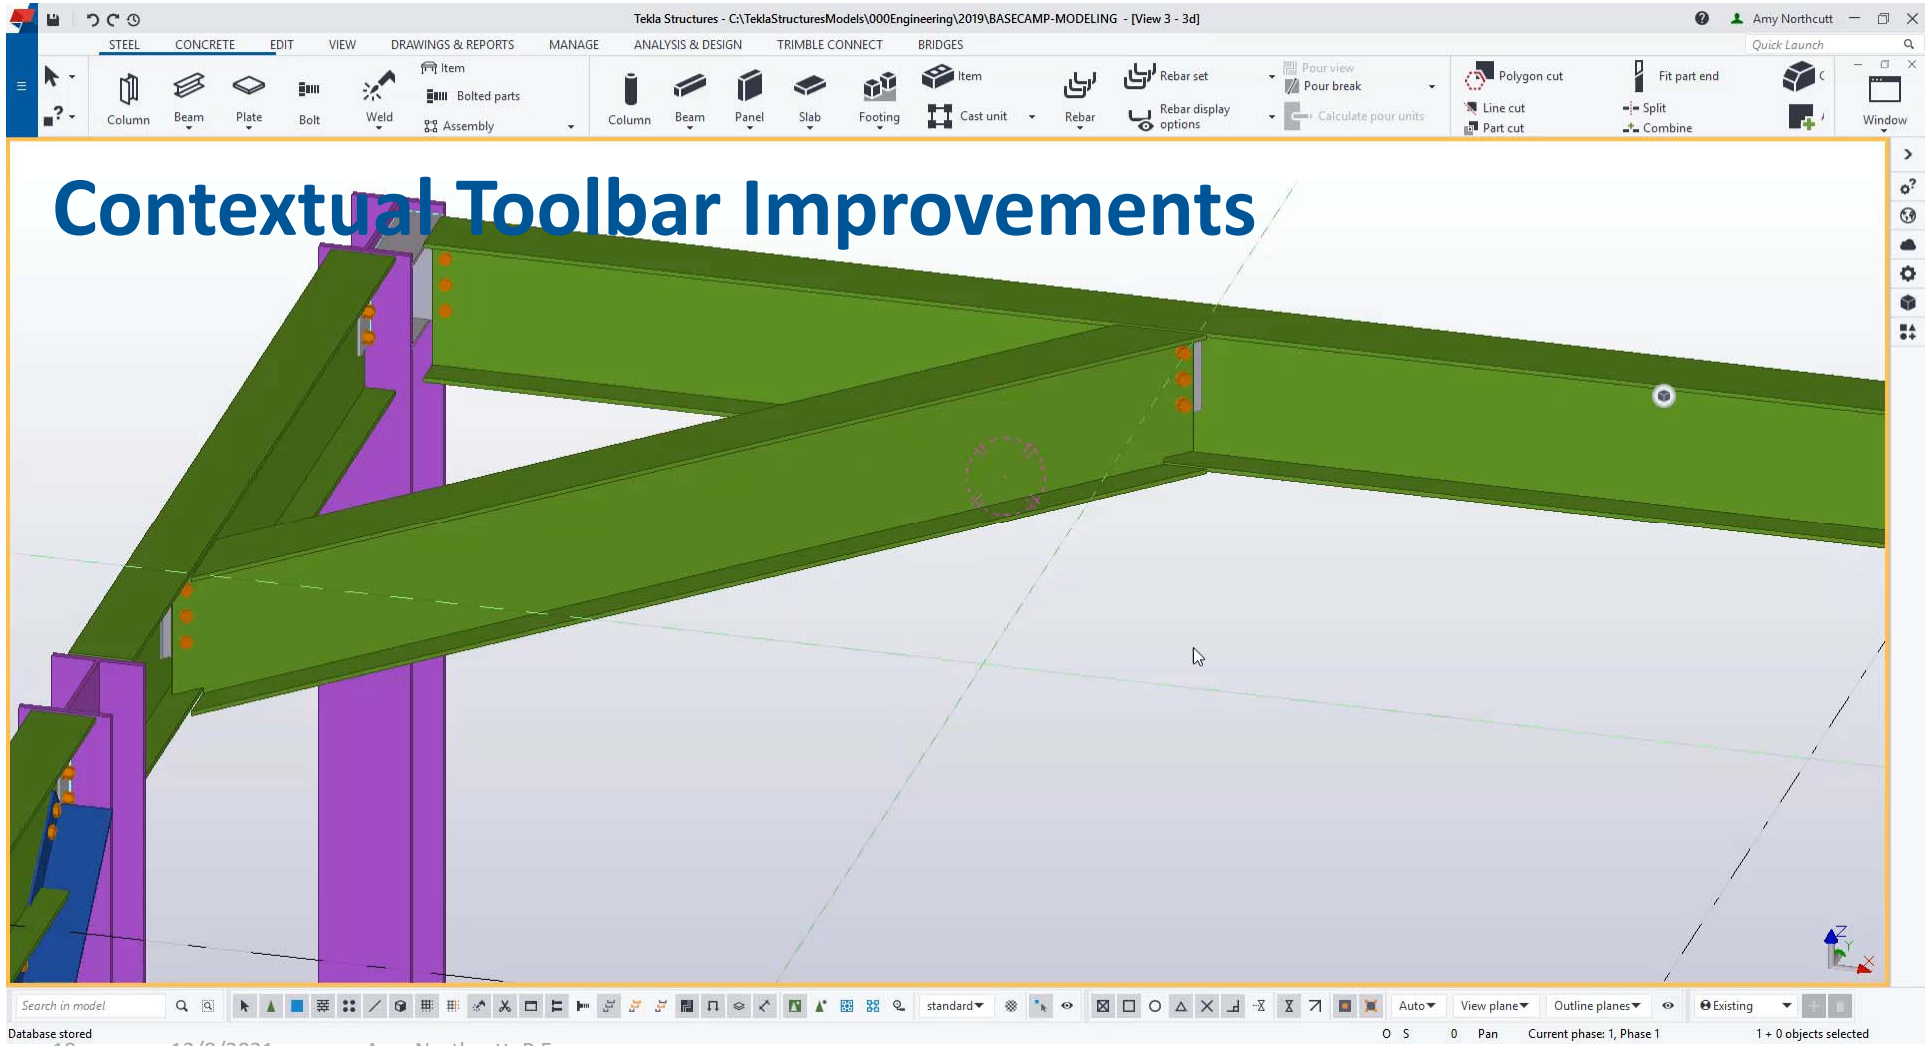 Tekla Structures - C:\TeklaStructuresModels\000Engineering\2019\BASECAMP-MODELING - [View 3 - 3d]
Amy Northcutt
STEEL CONCRETE EDIT VIEW DRAWINGS & REPORTS MANAGE ANALYSIS & DESIGN TRIMBLE CONNECT BRIDGES
Quick Launch
Column Beam Plate Bolt Weld
Item
Bolted parts
Assembly
Column Beam Panel Slab Footing
Item
Cast unit
Rebar
Rebar set
Rebar display
options
Pour view
Pour break
Calculate pour units
Polygon cut
Line cut
Part cut
Fit part end
Split
Combine
Window
Contextual Toolbar Improvements
Z
Y
X
Search in model
standard
Auto
View plane
Outline planes
Existing
Database stored
O S 0 Pan Current phase: 1, Phase 1 1 + 0 objects selected